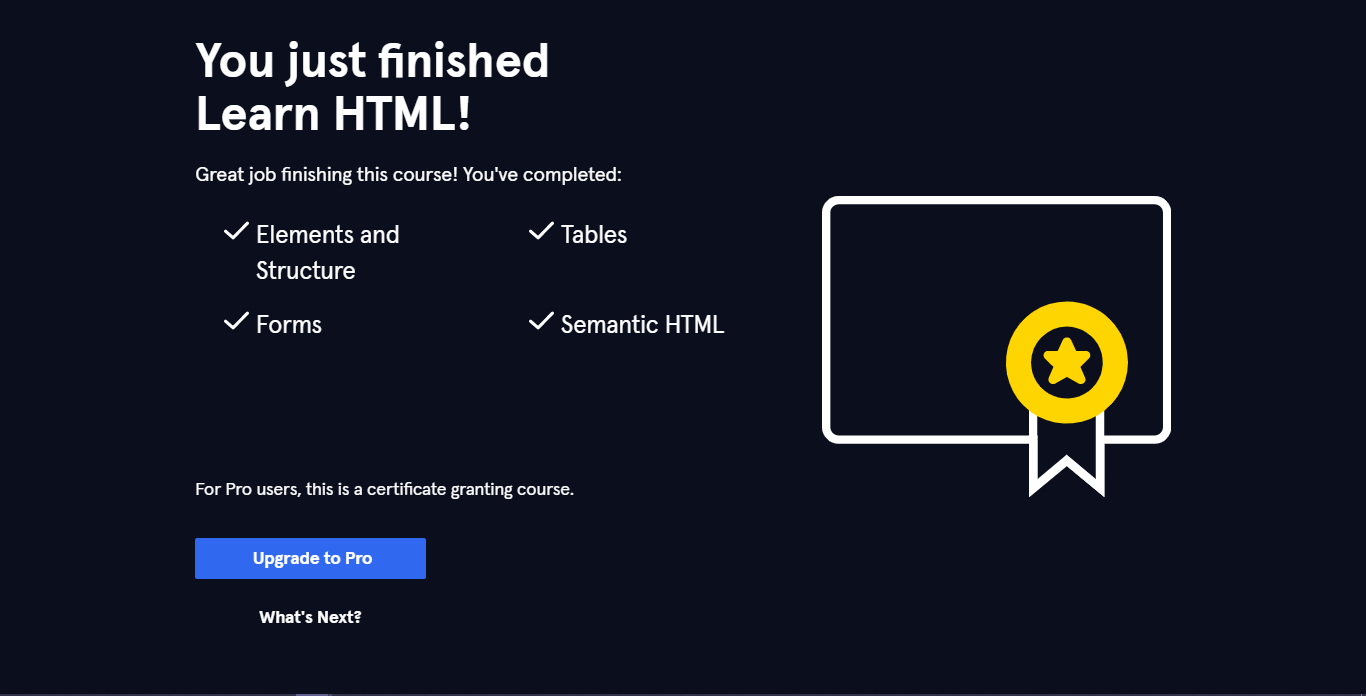 You just finished
Learn HTML!
Great job finishing this course! You've completed:
Elements and
Structure
Tables
Forms
Semantic HTML
For Pro users, this is a certificate granting course.
Upgrade to Pro
What's Next?